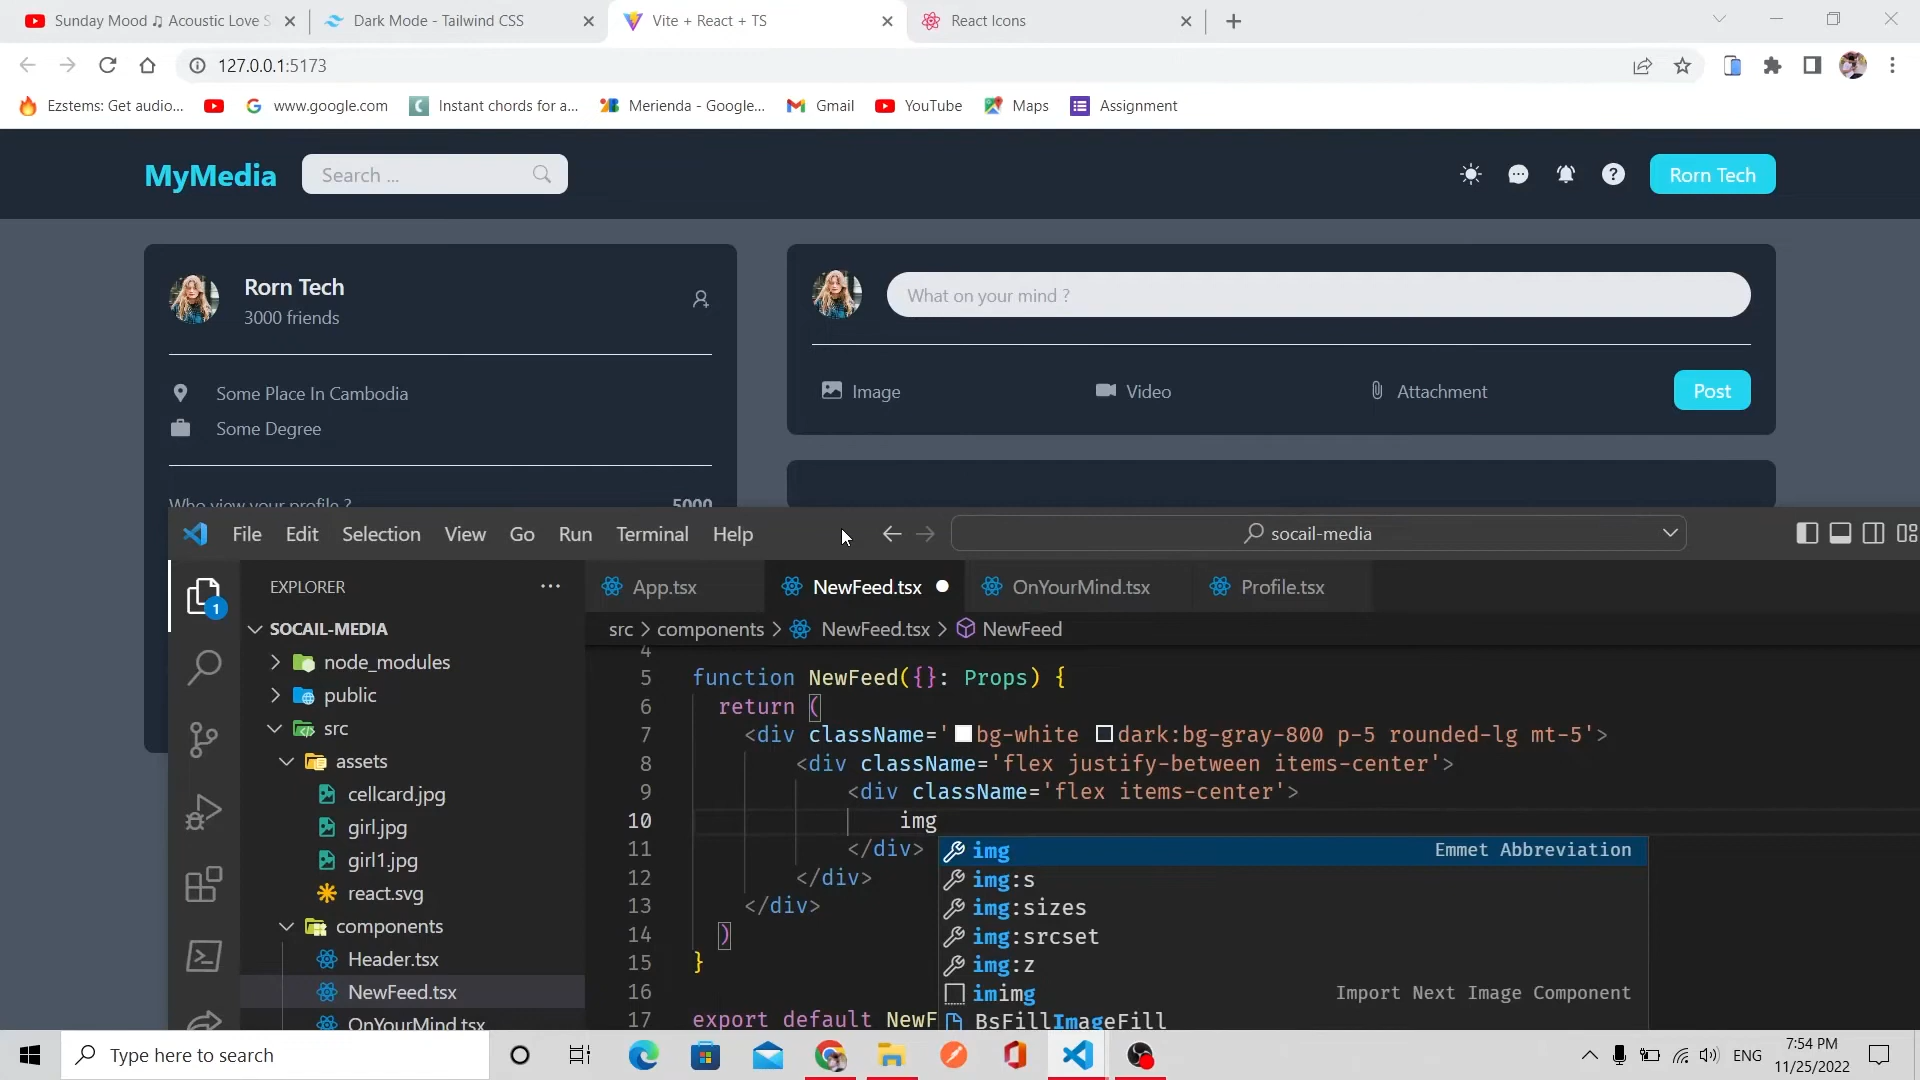 Sunday Mood ♫ Acoustic Love S
Dark Mode - Tailwind CSS
Vite + React + TS
React Icons
127.0.0.1:5173
Ezstems: Get audio...
www.google.com
Instant chords for a...
Merienda - Google...
Gmail
YouTube
Maps
Assignment
MyMedia
Search ...
Rorn Tech
Rorn Tech
3000 friends
What on your mind ?
Some Place In Cambodia
Some Degree
Image
Video
Attachment
Post
Who view your profile ?
5000
File Edit Selection View Go Run Terminal Help
socail-media
EXPLORER
1
App.tsx
NewFeed.tsx
OnYourMind.tsx
Profile.tsx
SOCAIL-MEDIA
src > components > NewFeed.tsx > NewFeed
node_modules
public
src
assets
cellcard.jpg
girl.jpg
girl1.jpg
react.svg
components
Header.tsx
NewFeed.tsx
OnYourMind.tsx
4
5 function NewFeed({}: Props) {
6 return (
7 <div className='bg-white dark:bg-gray-800 p-5 rounded-lg mt-5'>
8 <div className='flex justify-between items-center'>
9 <div className='flex items-center'>
10 img
11 </div>
12 </div>
13 </div>
14 )
15 }
16
17 export default NewF
img Emmet Abbreviation
img:s
img:sizes
img:srcset
img:z
imimg Import Next Image Component
BsFillImageFill
Type here to search
ENG
7:54 PM
11/25/2022